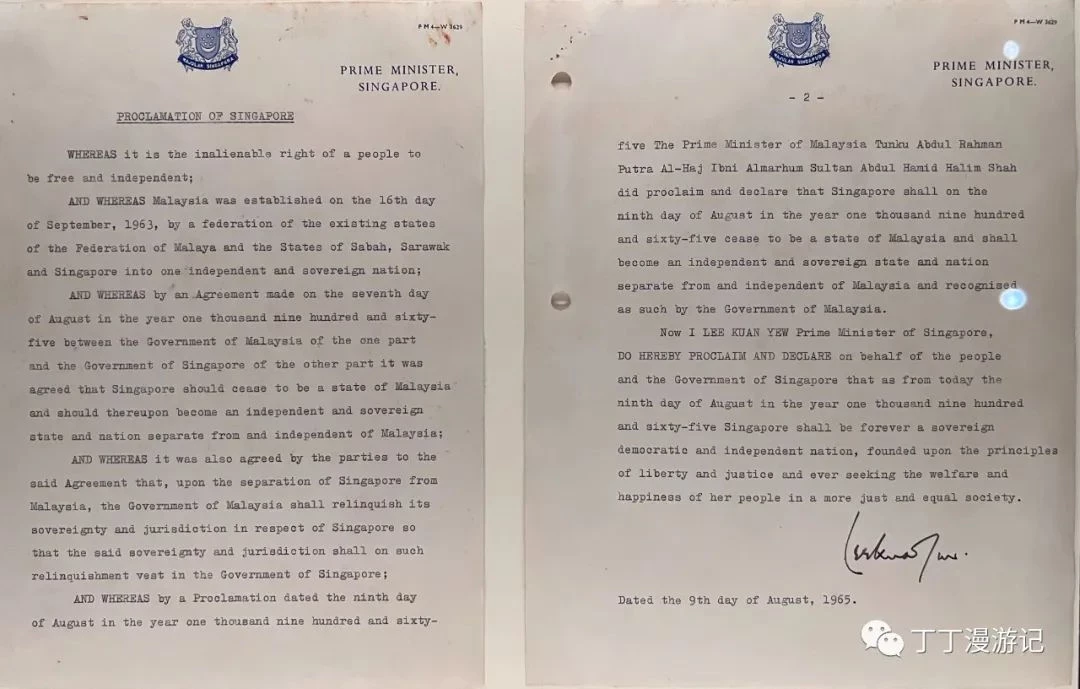 MAJULAH SINGAPURA
PM4—W 3629
PRIME MINISTER,
SINGAPORE.
PROCLAMATION OF SINGAPORE
WHEREAS it is the inalienable right of a people to
be free and independent;
AND WHEREAS Malaysia was established on the 16th day
of September, 1963, by a federation of the existing states
of the Federation of Malaya and the States of Sabah, Sarawak
and Singapore into one independent and sovereign nation;
AND WHEREAS by an Agreement made on the seventh day
of August in the year one thousand nine hundred and sixty-
five between the Government of Malaysia of the one part
and the Government of Singapore of the other part it was
agreed that Singapore should cease to be a state of Malaysia
and should thereupon become an independent and sovereign
state and nation separate from and independent of Malaysia;
AND WHEREAS it was also agreed by the parties to the
said Agreement that, upon the separation of Singapore from
Malaysia, the Government of Malaysia shall relinquish its
sovereignty and jurisdiction in respect of Singapore so
that the said sovereignty and jurisdiction shall on such
relinquishment vest in the Government of Singapore;
AND WHEREAS by a Proclamation dated the ninth day
of August in the year one thousand nine hundred and sixty-
MAJULAH SINGAPURA
PM4—W 3629
PRIME MINISTER,
SINGAPORE.
- 2 -
five The Prime Minister of Malaysia Tunku Abdul Rahman
Putra Al-Haj Ibni Almarhum Sultan Abdul Hamid Halim Shah
did proclaim and declare that Singapore shall on the
ninth day of August in the year one thousand nine hundred
and sixty-five cease to be a state of Malaysia and shall
become an independent and sovereign state and nation
separate from and independent of Malaysia and recognised
as such by the Government of Malaysia.
Now I LEE KUAN YEW Prime Minister of Singapore,
DO HEREBY PROCLAIM AND DECLARE on behalf of the people
and the Government of Singapore that as from today the
ninth day of August in the year one thousand nine hundred
and sixty-five Singapore shall be forever a sovereign
democratic and independent nation, founded upon the principles
of liberty and justice and ever seeking the welfare and
happiness of her people in a more just and equal society.
Dated the 9th day of August, 1965.
丁丁漫游记